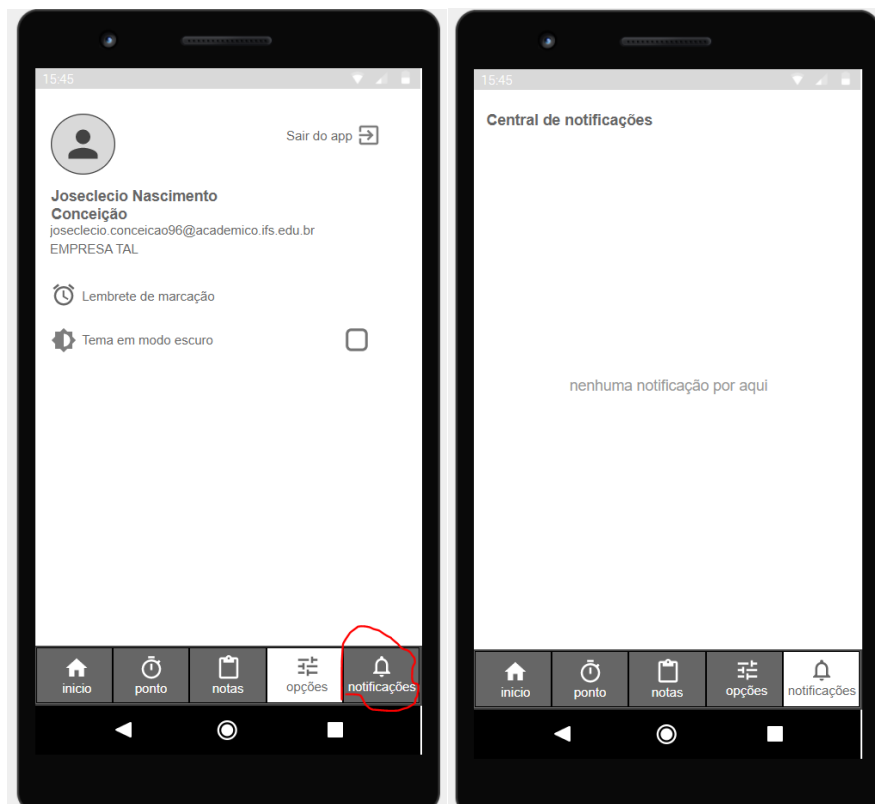 15:45
Sair do app
Joseclecio Nascimento
Conceição
joseclecio.conceicao96@academico.ifs.edu.br
EMPRESA TAL
Lembrete de marcação
Tema em modo escuro
inicio
ponto
notas
opções
notificações
15:45
Central de notificações
nenhuma notificação por aqui
inicio
ponto
notas
opções
notificações